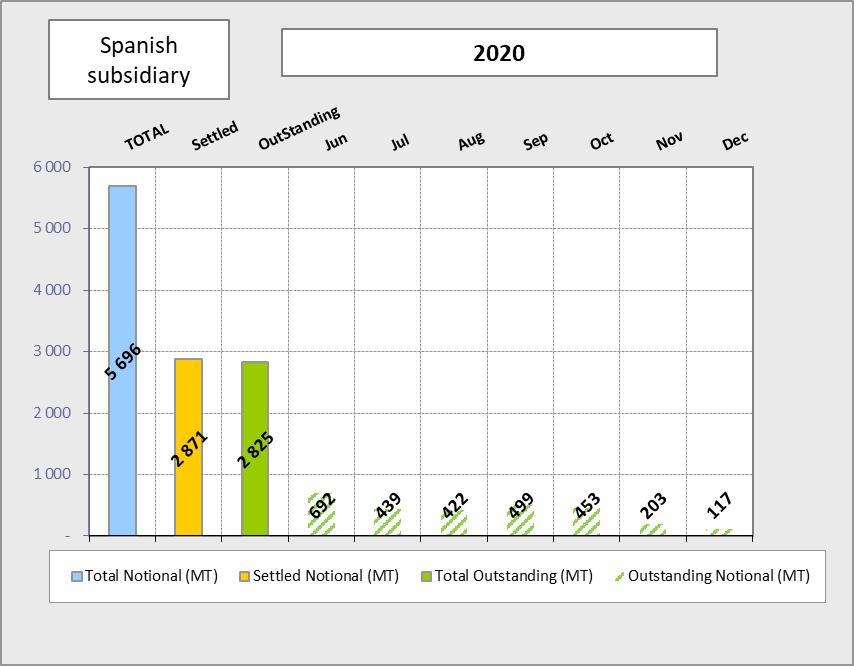 Spanish
subsidiary
2020
TOTAL Settled OutStanding Jun Jul Aug Sep Oct Nov Dec
6 000
5 000
4 000
3 000
2 000
1 000
-
5 696 2 871 2 825 692 439 422 499 453 203 117
Total Notional (MT) Settled Notional (MT) Total Outstanding (MT) Outstanding Notional (MT)